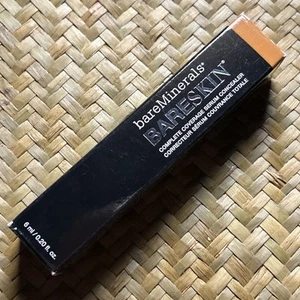 bareMinerals®
BARESKIN®
COMPLETE COVERAGE SERUM CONCEALER
CORRECTEUR SÉRUM COUVRANCE TOTALE
6 ml / 0.20 fl. oz.